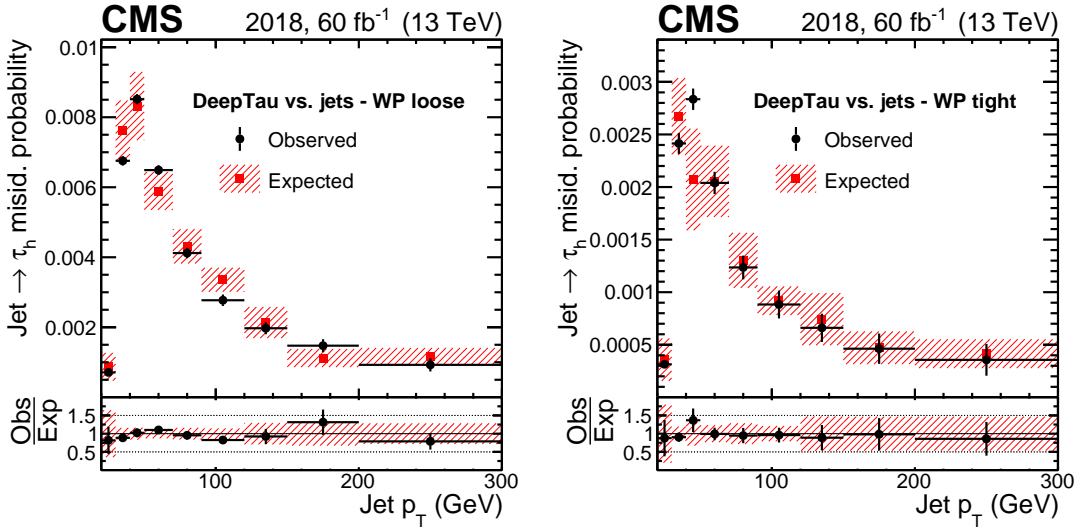 CMS 2018, 60 fb⁻¹ (13 TeV)
Jet → τ_h misid. probability
0.01
0.008
0.006
0.004
0.002
DeepTau vs. jets - WP loose
Observed
Expected
Obs
Exp
1.5
1
0.5
100 200 300
Jet p_T (GeV)
CMS 2018, 60 fb⁻¹ (13 TeV)
Jet → τ_h misid. probability
0.003
0.0025
0.002
0.0015
0.001
0.0005
DeepTau vs. jets - WP tight
Observed
Expected
Obs
Exp
1.5
1
0.5
100 200 300
Jet p_T (GeV)